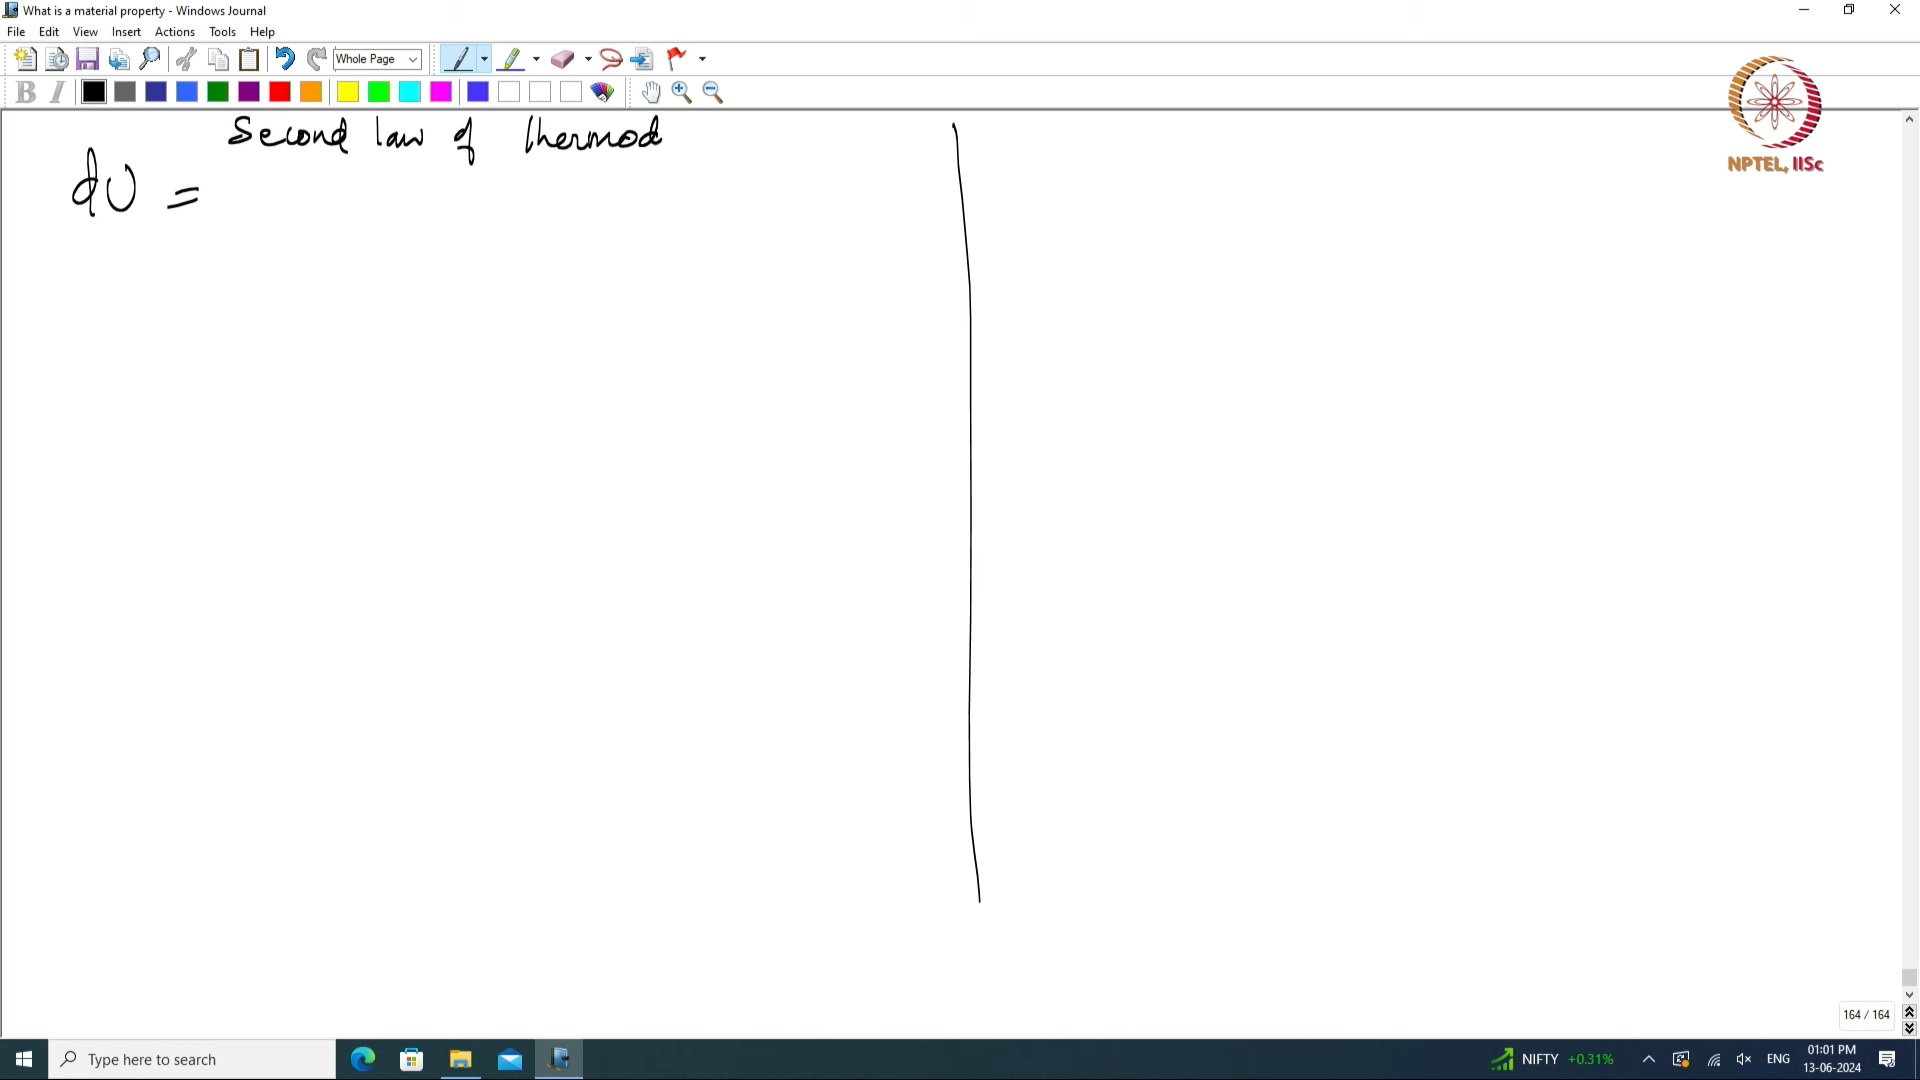 What is a material property - Windows Journal
File Edit View Insert Actions Tools Help
Whole Page
B I
NPTEL, IISc
Second law of thermod
dU =
164 / 164
Type here to search
NIFTY +0.31%
ENG
01:01 PM
13-06-2024